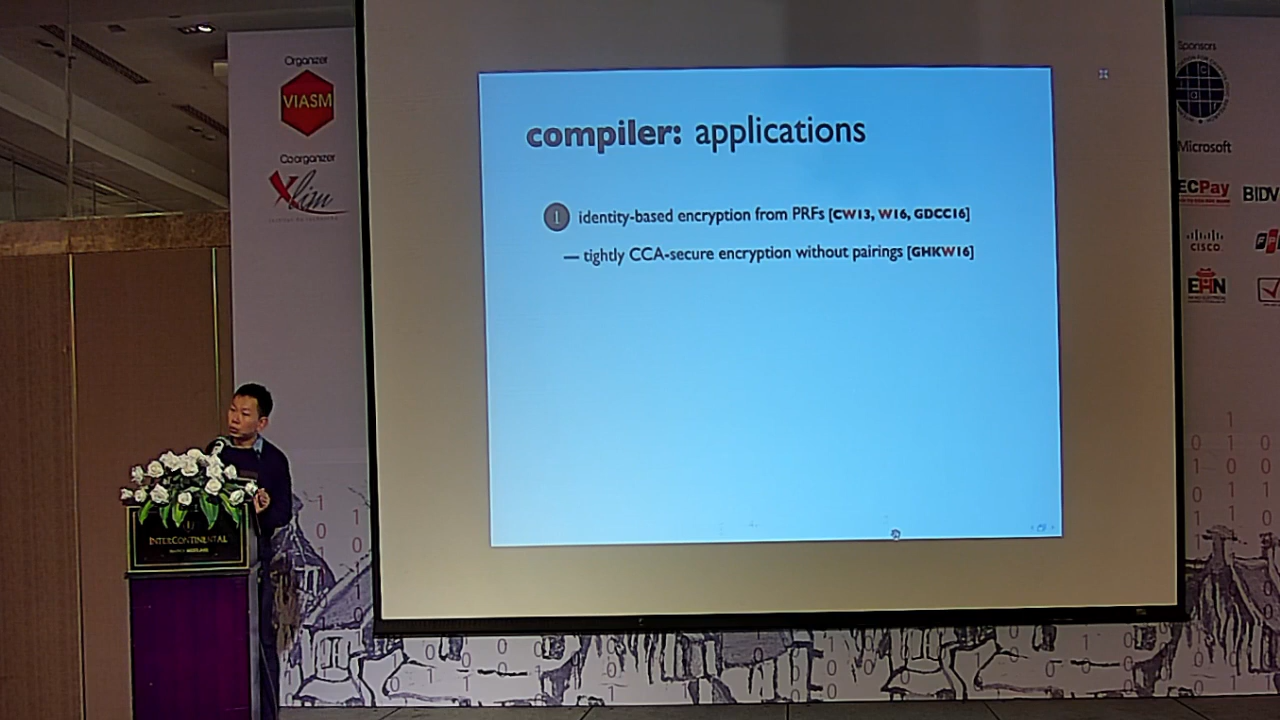 Organizer
VIASM
Coorganizer
Xlim
compiler: applications
1 identity-based encryption from PRFs [CW13, W16, GDCC16]
— tightly CCA-secure encryption without pairings [GHKW16]
INTERCONTINENTAL
Sponsors
Microsoft
ECPay
BIDV
CISCO